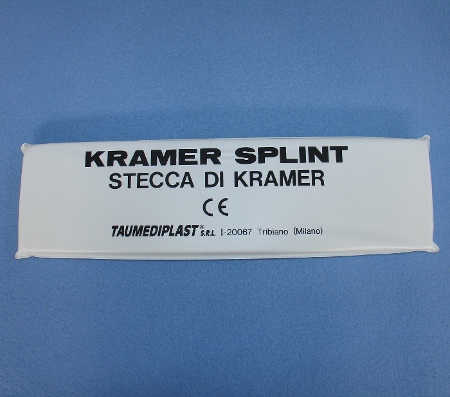 KRAMER SPLINT
STECCA DI KRAMER
CE
TAUMEDIPLAST® S.R.L. I-20067 Tribiano (Milano)